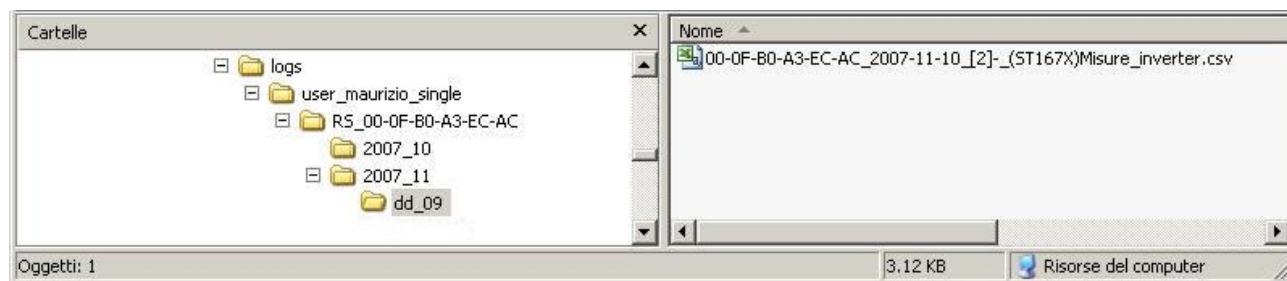 Cartelle
logs
user_maurizio_single
RS_00-0F-B0-A3-EC-AC
2007_10
2007_11
dd_09
Nome
00-0F-B0-A3-EC-AC_2007-11-10_[2]-_(ST167X)Misure_inverter.csv
Oggetti: 1
3.12 KB
Risorse del computer